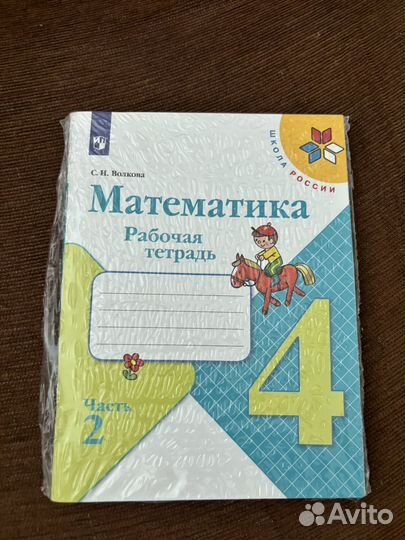 ШКОЛА РОССИИ
С. И. Волкова
Математика
Рабочая
тетрадь
4
Часть
2
Avito